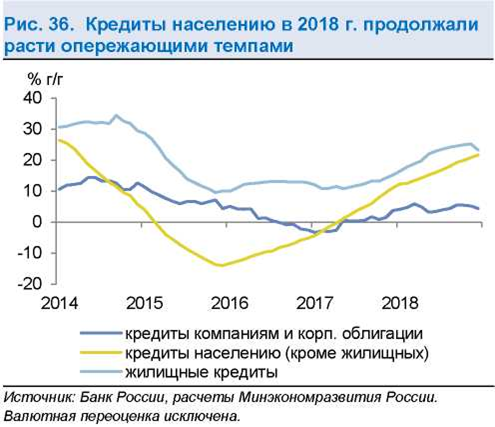 Рис. 36. Кредиты населению в 2018 г. продолжали
расти опережающими темпами
% г/г
40
30
20
10
0
-10
-20
2014 2015 2016 2017 2018
кредиты компаниям и корп. облигации
кредиты населению (кроме жилищных)
жилищные кредиты
Источник: Банк России, расчеты Минэкономразвития России.
Валютная переоценка исключена.